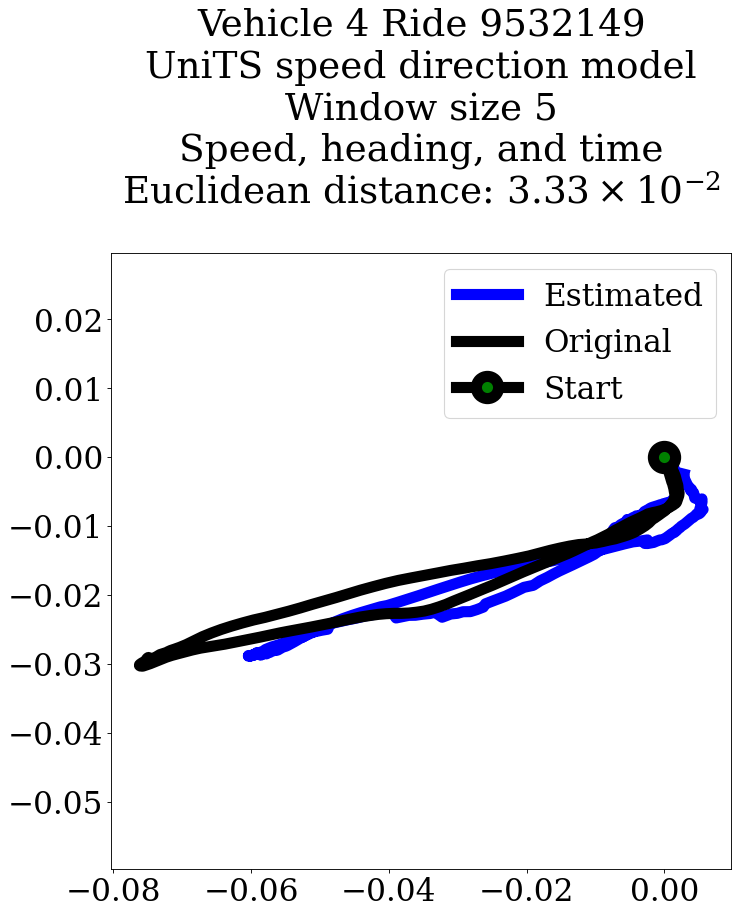 Vehicle 4 Ride 9532149
UniTS speed direction model
Window size 5
Speed, heading, and time
Euclidean distance: 3.33 × 10⁻²
Estimated
Original
Start
0.02
0.01
0.00
−0.01
−0.02
−0.03
−0.04
−0.05
−0.08 −0.06 −0.04 −0.02 0.00